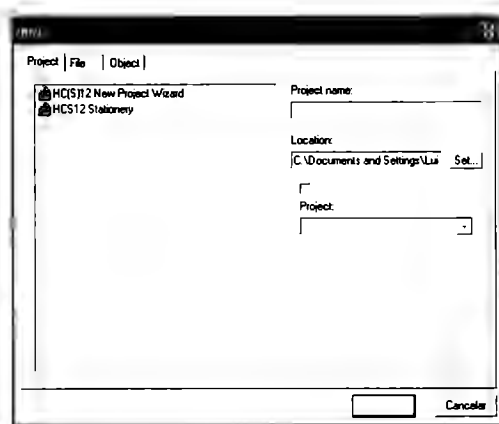 Project File Object
HC(S)12 New Project Wizard
HCS12 Stationery
Project name:
Location:
C:\Documents and Settings\Lui Set...
Project:
Cancelar